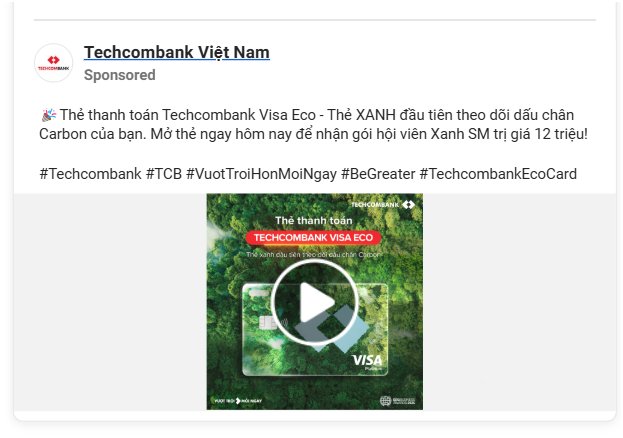 TECHCOMBANK
Techcombank Việt Nam
Sponsored
🎉 Thẻ thanh toán Techcombank Visa Eco - Thẻ XANH đầu tiên theo dõi dấu chân
Carbon của bạn. Mở thẻ ngay hôm nay để nhận gói hội viên Xanh SM trị giá 12 triệu!
#Techcombank #TCB #VuotTroiHonMoiNgay #BeGreater #TechcombankEcoCard
TECHCOMBANK
Thẻ thanh toán
TECHCOMBANK VISA ECO
Thẻ xanh đầu tiên theo dõi dấu chân Carbon
VISA
Platinum
VƯỢT TRỘI MỖI NGAY